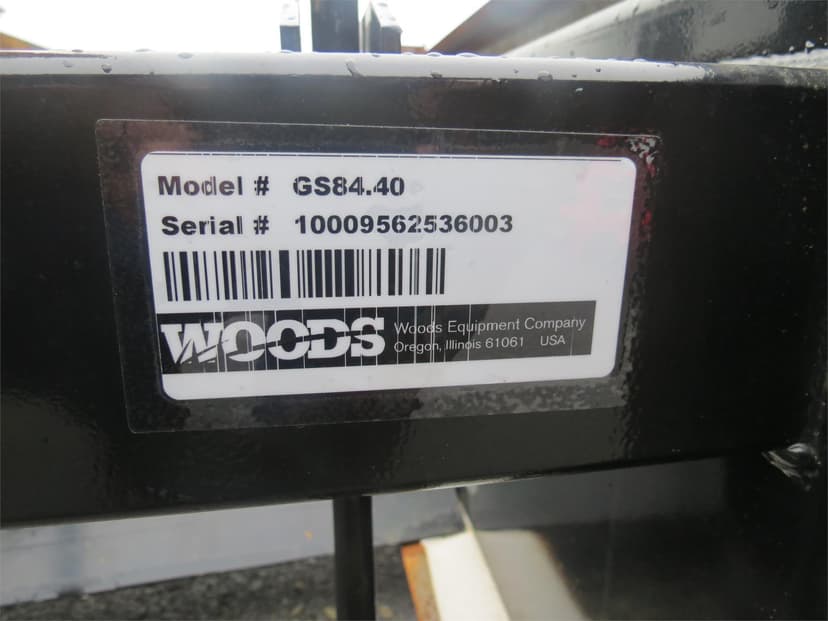 Model # GS84.40
Serial # 10009562536003
WOODS
Woods Equipment Company
Oregon, Illinois 61061 USA